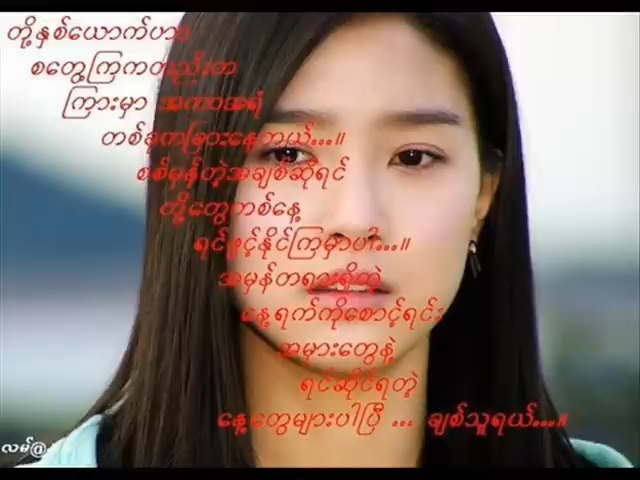 တို့နှစ်ယောက်ဟာ
စတွေ့ကြကတည်းက
ကြားမှာ အကာအရံ
တစ်ခုကခြားနေတယ်...။
စစ်မှန်တဲ့အချစ်ဆိုရင်
တို့တွေတစ်နေ့
ရင်ဖွင့်နိုင်ကြမှာပါ...။
အမှန်တရားရှိတဲ့
နေ့ရက်ကိုစောင့်ရင်း
အမှားတွေနဲ့
ရင်ဆိုင်ရတဲ့
နေ့တွေများပါပြီ ... ချစ်သူရယ်...။
လမ်@